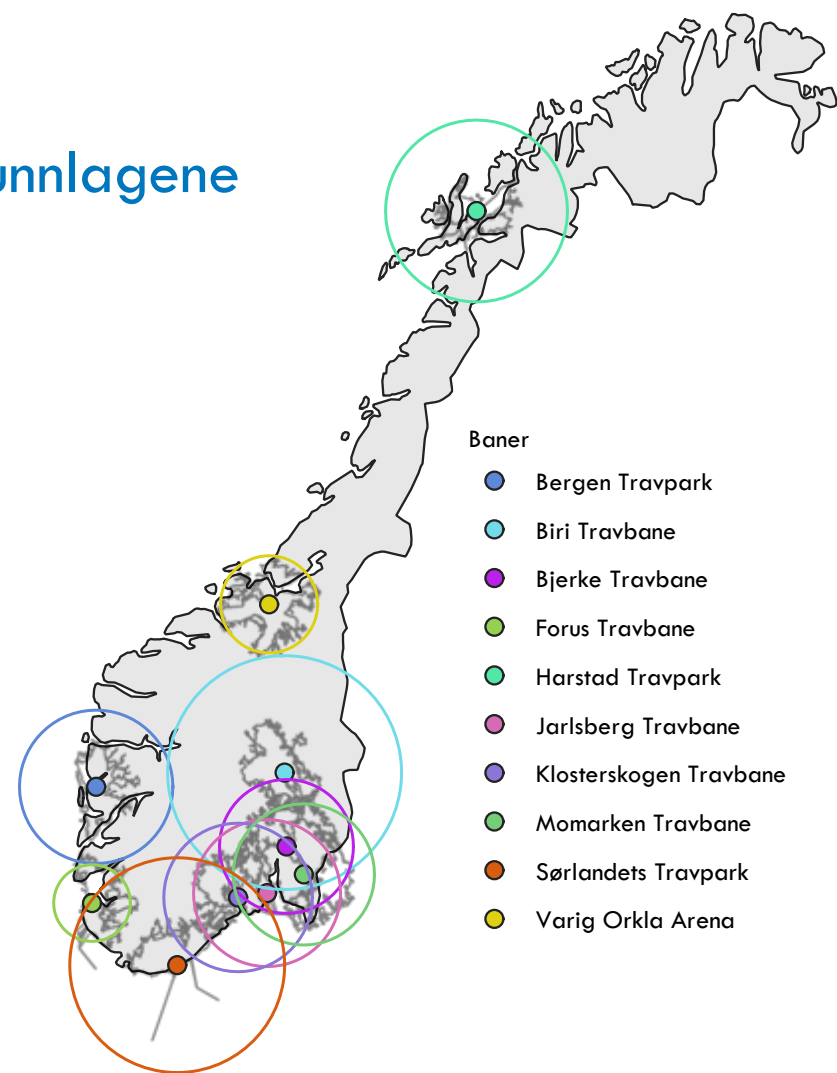 unnlagene
Baner
Bergen Travpark
Biri Travbane
Bjerke Travbane
Forus Travbane
Harstad Travpark
Jarlsberg Travbane
Klosterskogen Travbane
Momarken Travbane
Sørlandets Travpark
Varig Orkla Arena